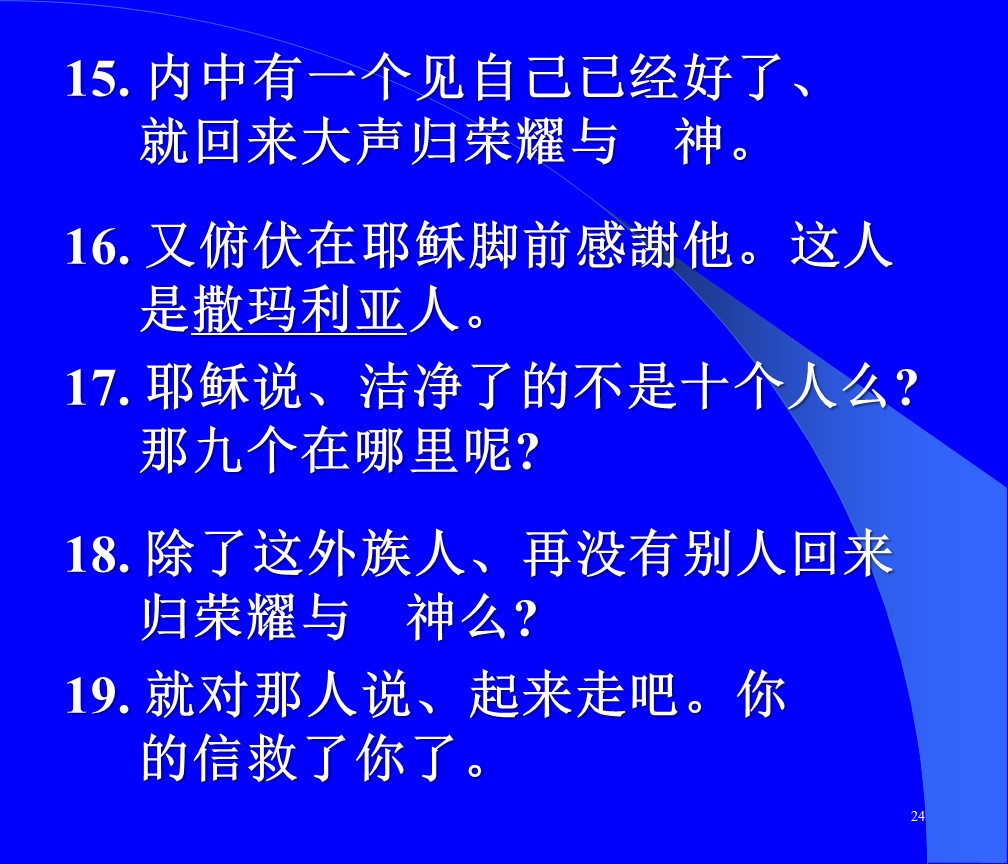 15. 内中有一个见自己已经好了、
就回来大声归荣耀与　神。
16. 又俯伏在耶稣脚前感謝他。这人
是撒玛利亚人。
17. 耶稣说、洁净了的不是十个人么?
那九个在哪里呢?
18. 除了这外族人、再没有别人回来
归荣耀与　神么?
19. 就对那人说、起来走吧。你
的信救了你了。
24